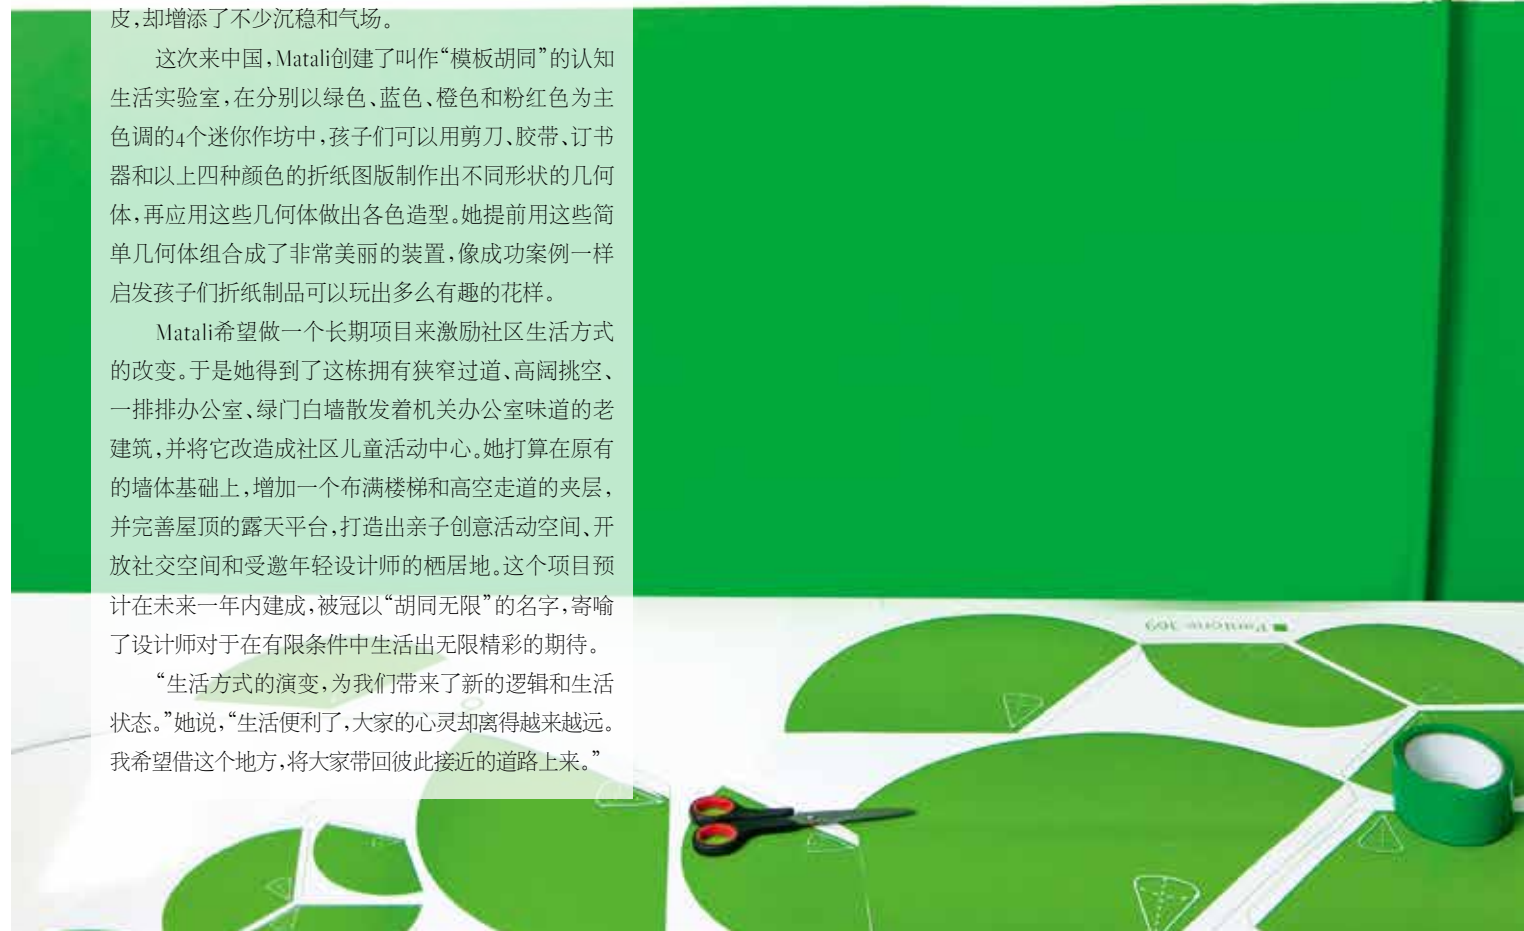 皮,却增添了不少沉稳和气场。
这次来中国,Matali创建了叫作“模板胡同”的认知
生活实验室,在分别以绿色、蓝色、橙色和粉红色为主
色调的4个迷你作坊中,孩子们可以用剪刀、胶带、订书
器和以上四种颜色的折纸图版制作出不同形状的几何
体,再应用这些几何体做出各色造型。她提前用这些简
单几何体组合成了非常美丽的装置,像成功案例一样
启发孩子们折纸制品可以玩出多么有趣的花样。
Matali希望做一个长期项目来激励社区生活方式
的改变。于是她得到了这栋拥有狭窄过道、高阔挑空、
一排排办公室、绿门白墙散发着机关办公室味道的老
建筑,并将它改造成社区儿童活动中心。她打算在原有
的墙体基础上,增加一个布满楼梯和高空走道的夹层,
并完善屋顶的露天平台,打造出亲子创意活动空间、开
放社交空间和受邀年轻设计师的栖居地。这个项目预
计在未来一年内建成,被冠以“胡同无限”的名字,寄喻
了设计师对于在有限条件中生活出无限精彩的期待。
“生活方式的演变,为我们带来了新的逻辑和生活
状态。”她说,“生活便利了,大家的心灵却离得越来越远。
我希望借这个地方,将大家带回彼此接近的道路上来。”
Pantone 369